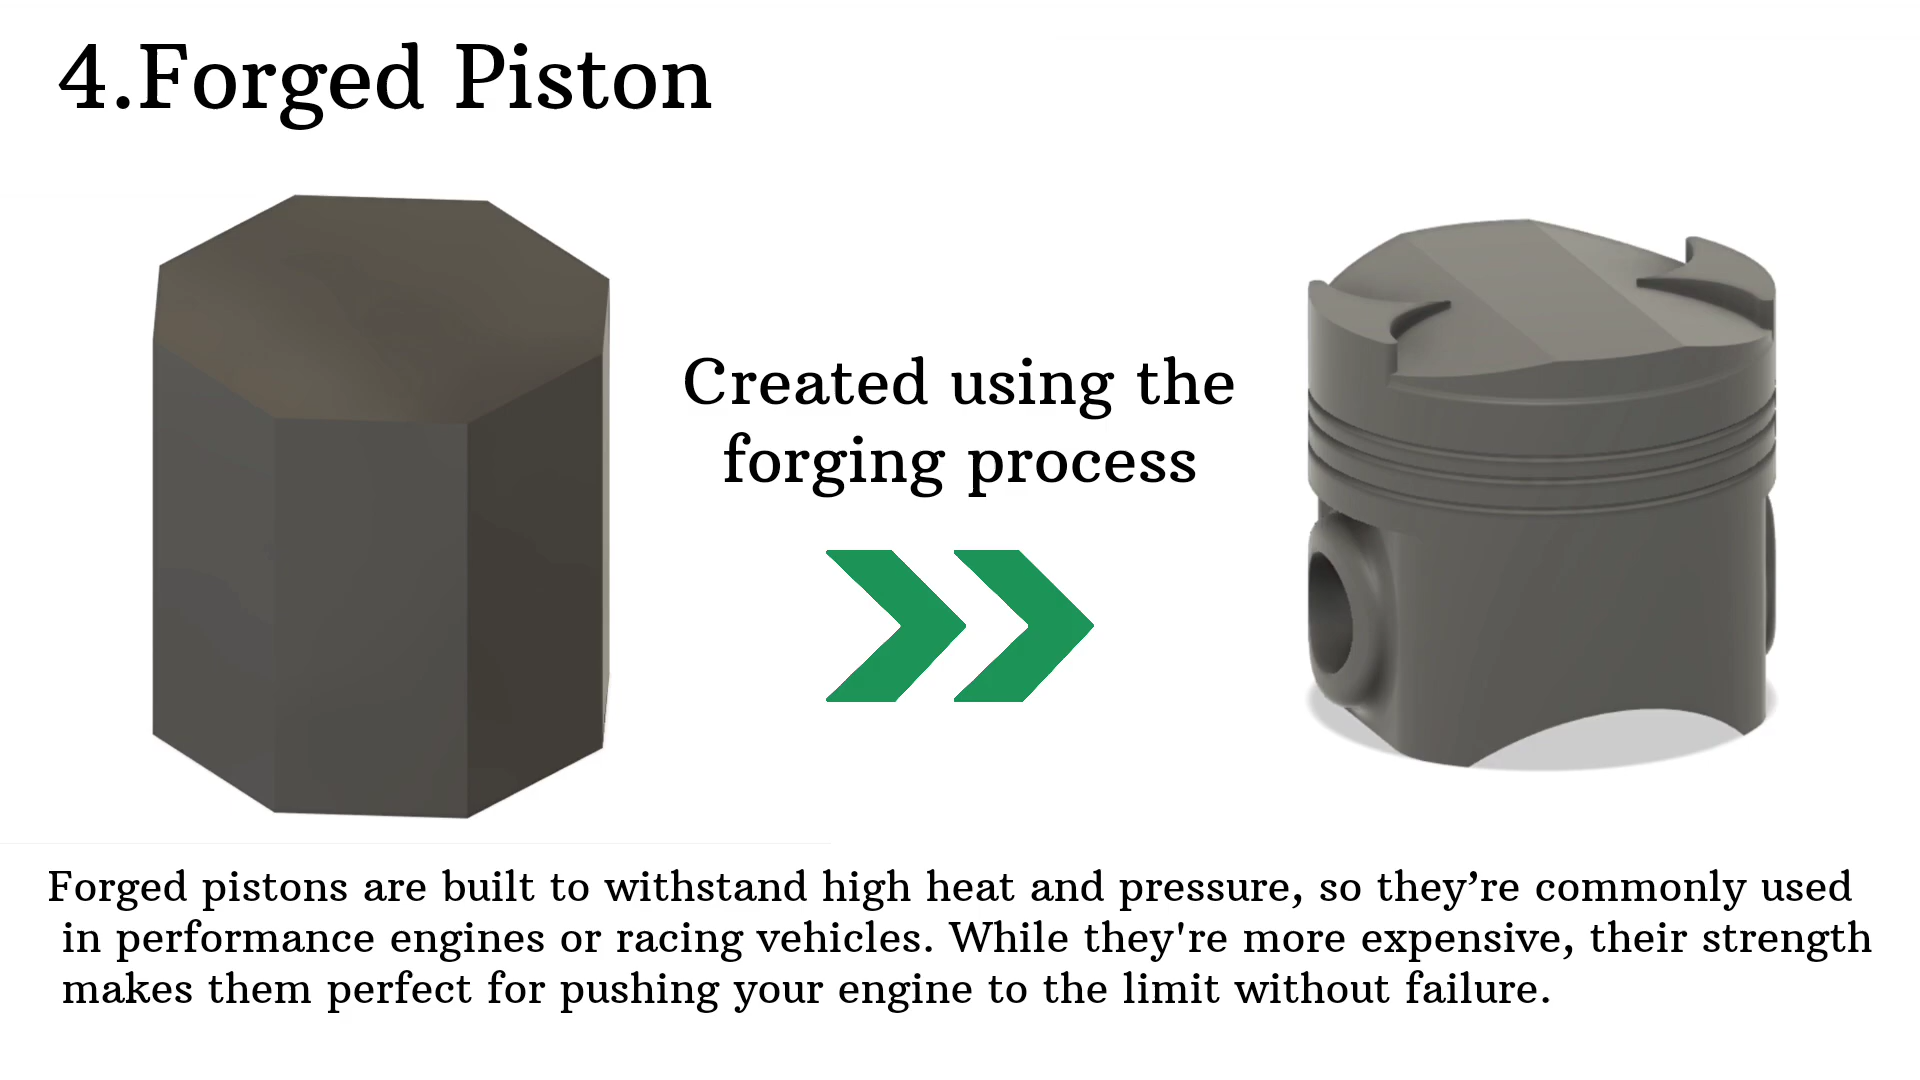 4.Forged Piston
Created using the
forging process
Forged pistons are built to withstand high heat and pressure, so they’re commonly used
in performance engines or racing vehicles. While they're more expensive, their strength
makes them perfect for pushing your engine to the limit without failure.